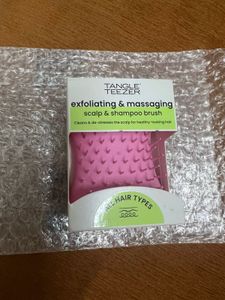 TANGLE
TEEZER
exfoliating & massaging
scalp & shampoo brush
Cleans & de-stresses the scalp for healthy looking hair
ALL HAIR TYPES